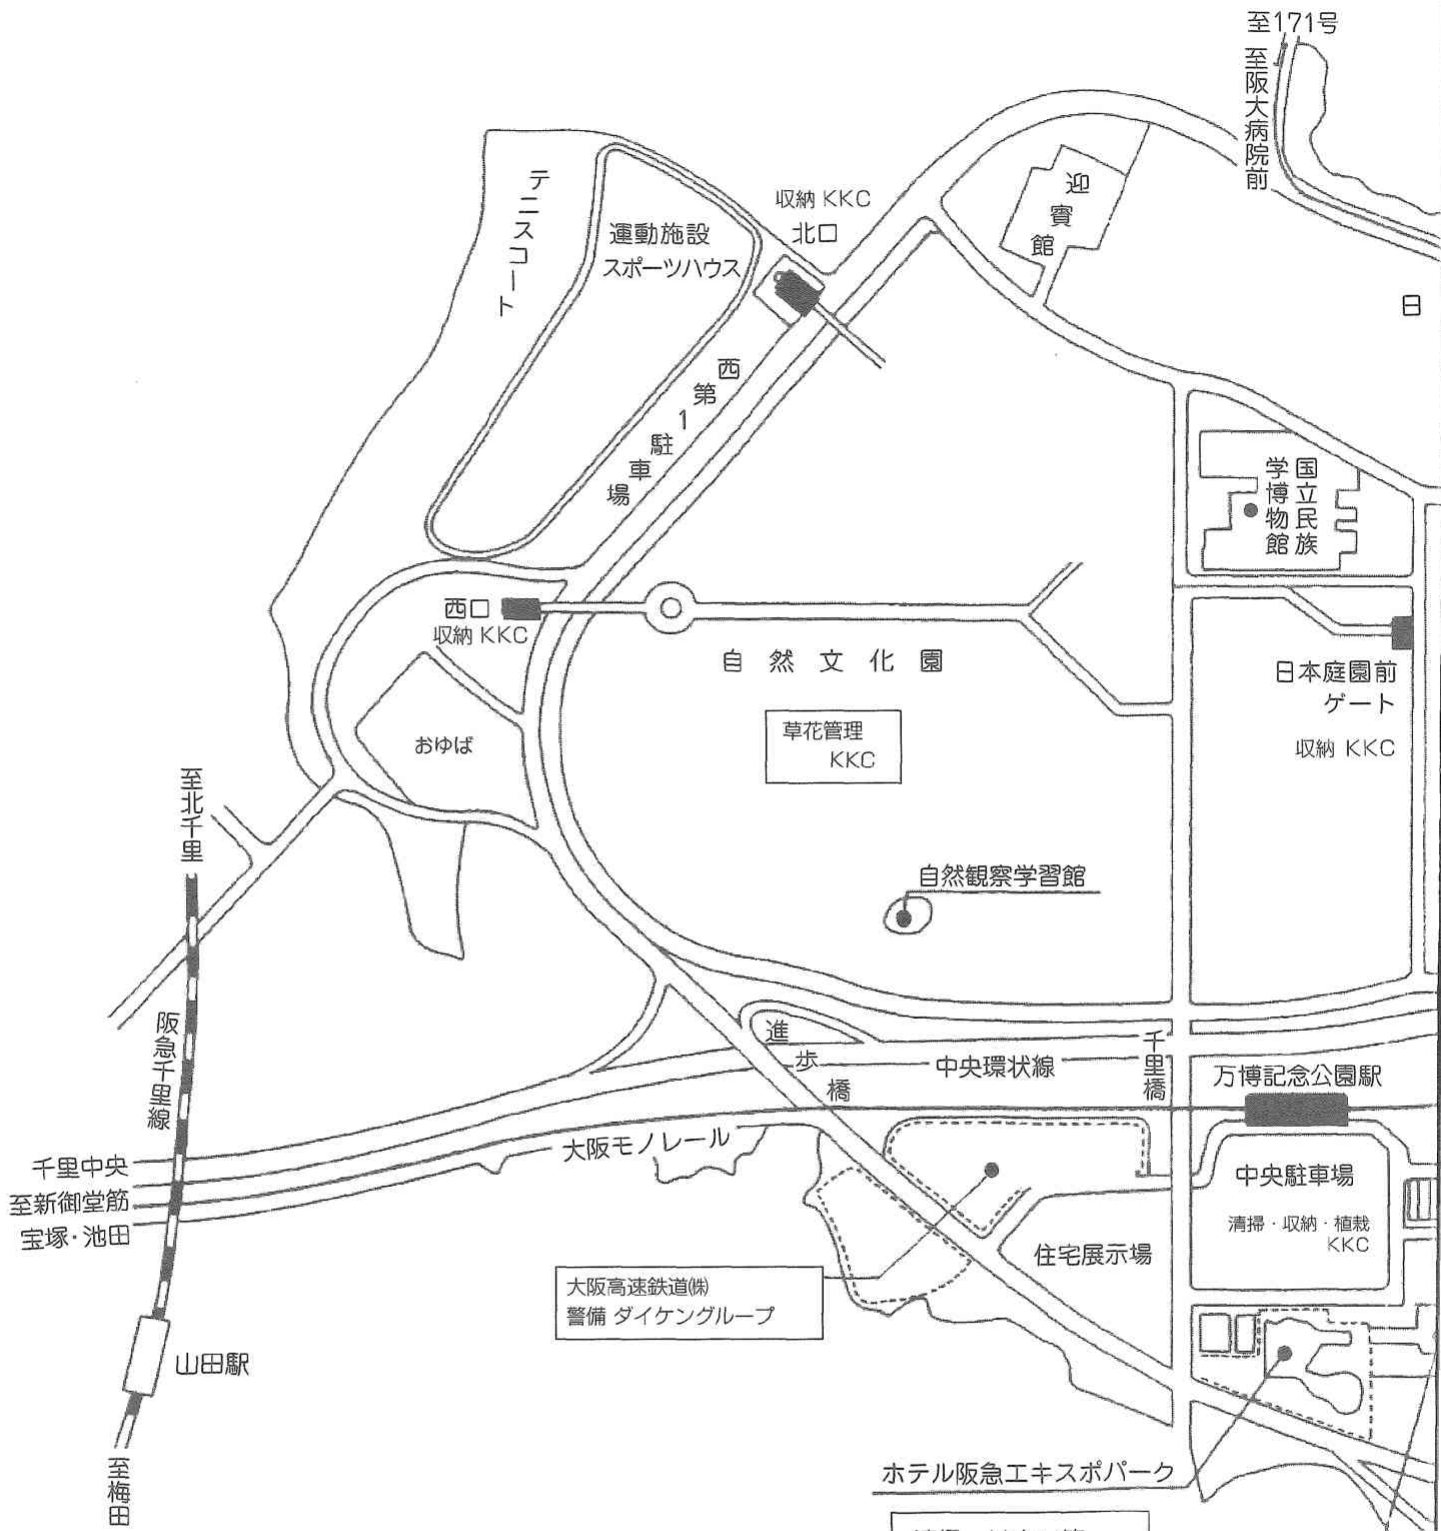 至171号
至阪大病院前
テニスコート
運動施設
スポーツハウス
収納 KKC
北口
迎賓館
日
西第1駐車場
国立民族
学博物館
西口
収納 KKC
自然文化園
日本庭園前
ゲート
収納 KKC
草花管理
KKC
おゆば
至北千里
自然観察学習館
阪急千里線
進歩橋
中央環状線
千里橋
万博記念公園駅
大阪モノレール
千里中央
至新御堂筋
宝塚・池田
中央駐車場
清掃・収納・植栽
KKC
住宅展示場
大阪高速鉄道㈱
警備 ダイケングループ
山田駅
至梅田
ホテル阪急エキスポパーク